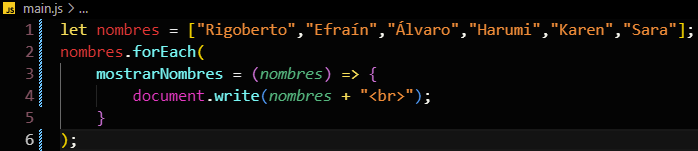 JS main.js > ...
1 let nombres = ["Rigoberto","Efraín","Álvaro","Harumi","Karen","Sara"];
2 nombres.forEach(
3 mostrarNombres = (nombres) => {
4 document.write(nombres + "<br>");
5 }
6 );